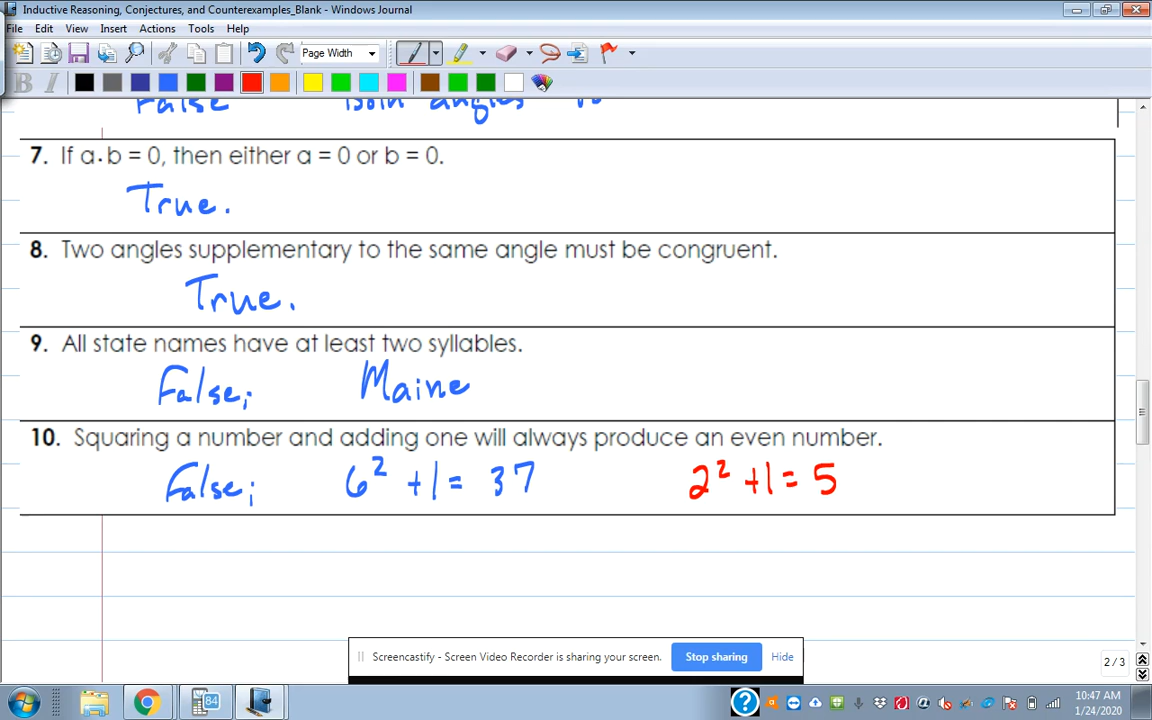 Inductive Reasoning, Conjectures, and Counterexamples_Blank - Windows Journal
File Edit View Insert Actions Tools Help
Page Width
B I
False Both angles
7. If a·b = 0, then either a = 0 or b = 0.
True.
8. Two angles supplementary to the same angle must be congruent.
True.
9. All state names have at least two syllables.
False; Maine
10. Squaring a number and adding one will always produce an even number.
False; 6² +1 = 37 2² +1 = 5
Screencastify - Screen Video Recorder is sharing your screen. Stop sharing Hide
2 / 3
84
10:47 AM
1/24/2020